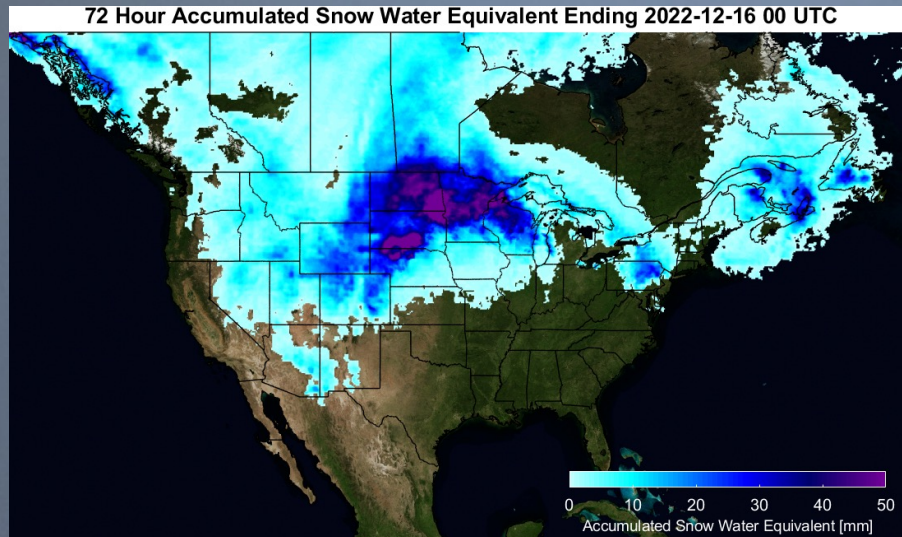 72 Hour Accumulated Snow Water Equivalent Ending 2022-12-16 00 UTC
0 10 20 30 40 50
Accumulated Snow Water Equivalent [mm]